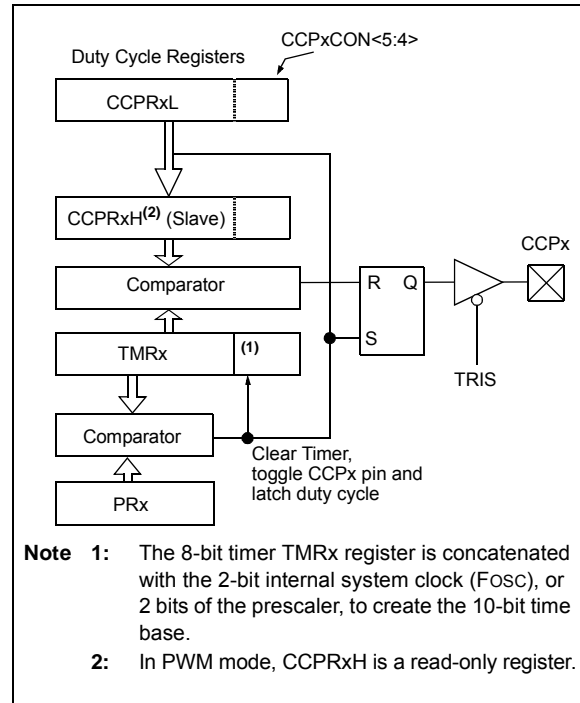 CCPxCON<5:4>
Duty Cycle Registers
CCPRxL
CCPRxH(2) (Slave)
CCPx
Comparator
R Q
TMRx
(1)
S
TRIS
Comparator
Clear Timer,
toggle CCPx pin and
latch duty cycle
PRx
Note 1: The 8-bit timer TMRx register is concatenated
with the 2-bit internal system clock (FOSC), or
2 bits of the prescaler, to create the 10-bit time
base.
2: In PWM mode, CCPRxH is a read-only register.